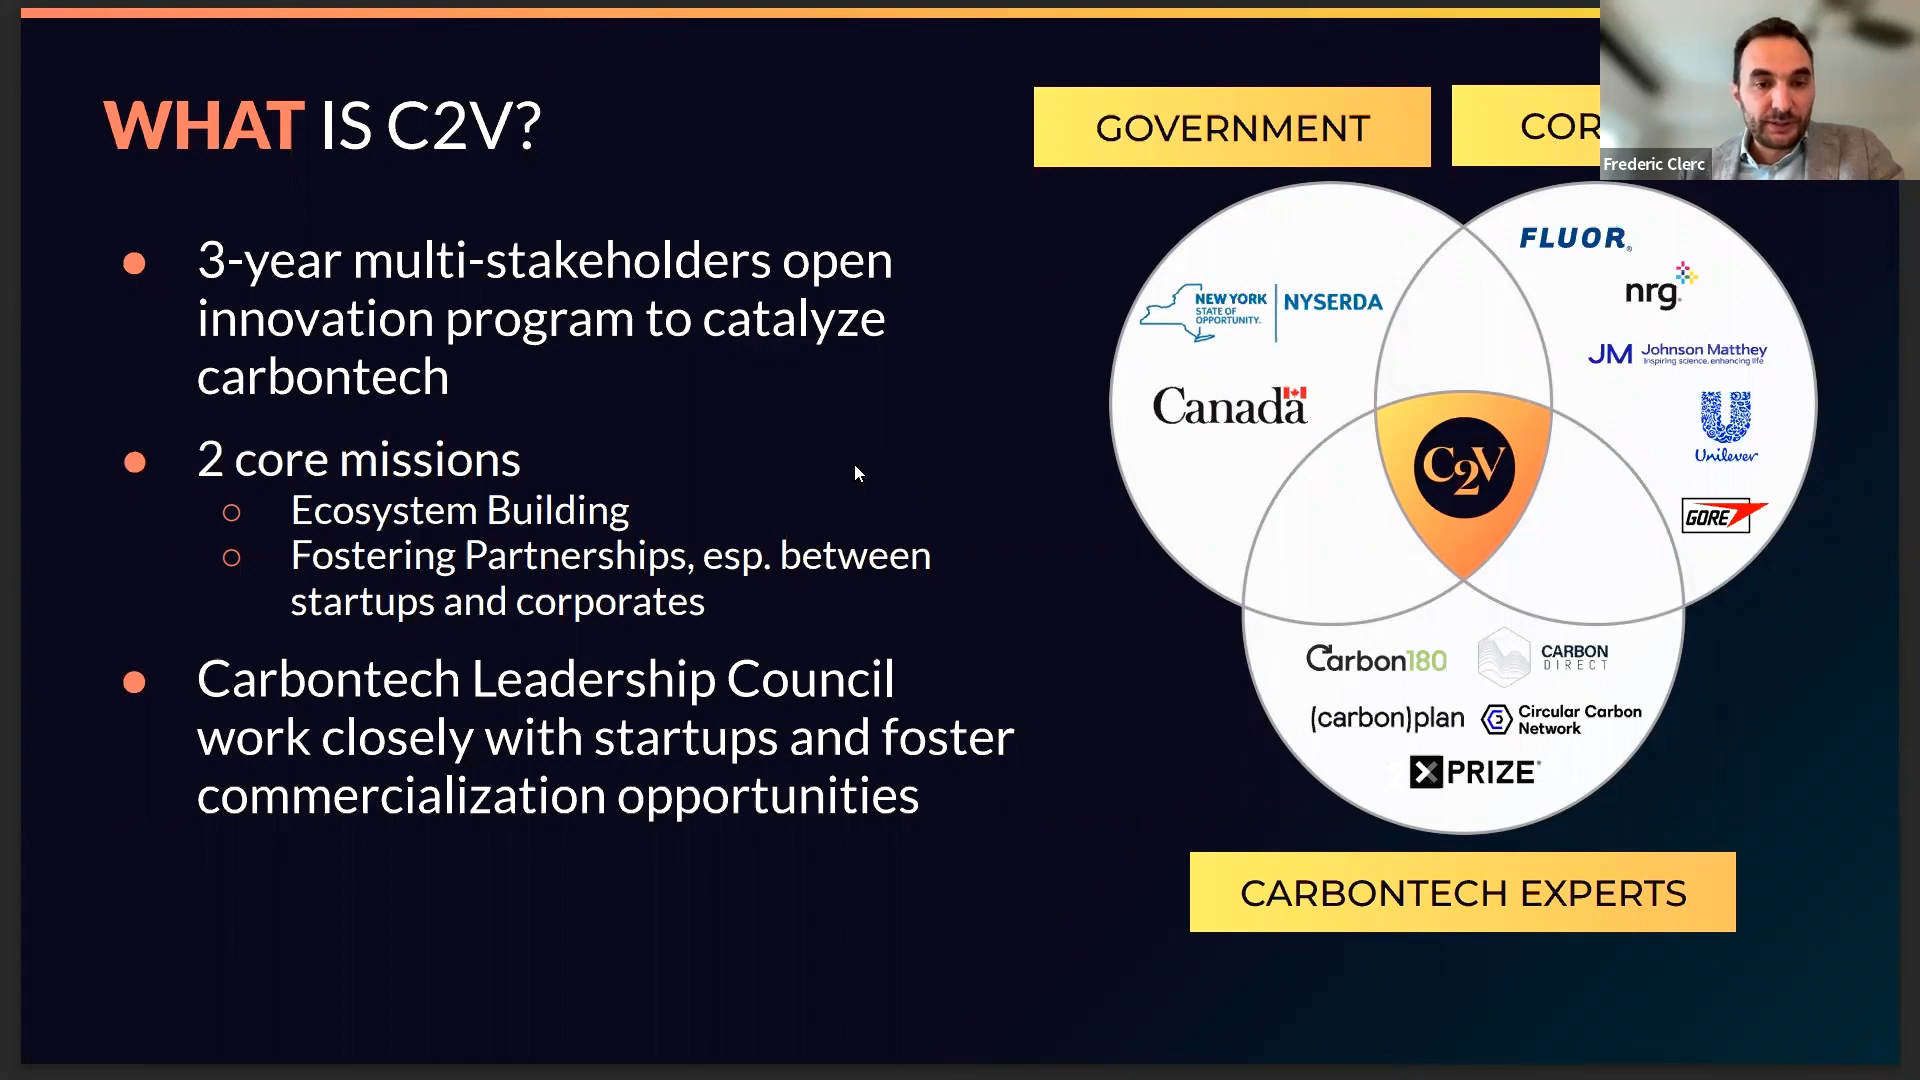 WHAT IS C2V?
3-year multi-stakeholders open
innovation program to catalyze
carbontech
2 core missions
Ecosystem Building
Fostering Partnerships, esp. between
startups and corporates
Carbontech Leadership Council
work closely with startups and foster
commercialization opportunities
GOVERNMENT
COR
Frederic Clerc
NEW YORK
STATE OF
OPPORTUNITY.
NYSERDA
Canada
FLUOR®
nrg
JM Johnson Matthey
Inspiring science, enhancing life
Unilever
GORE
C2V
Carbon180
CARBON
DIRECT
(carbon)plan
Circular Carbon
Network
XPRIZE
CARBONTECH EXPERTS